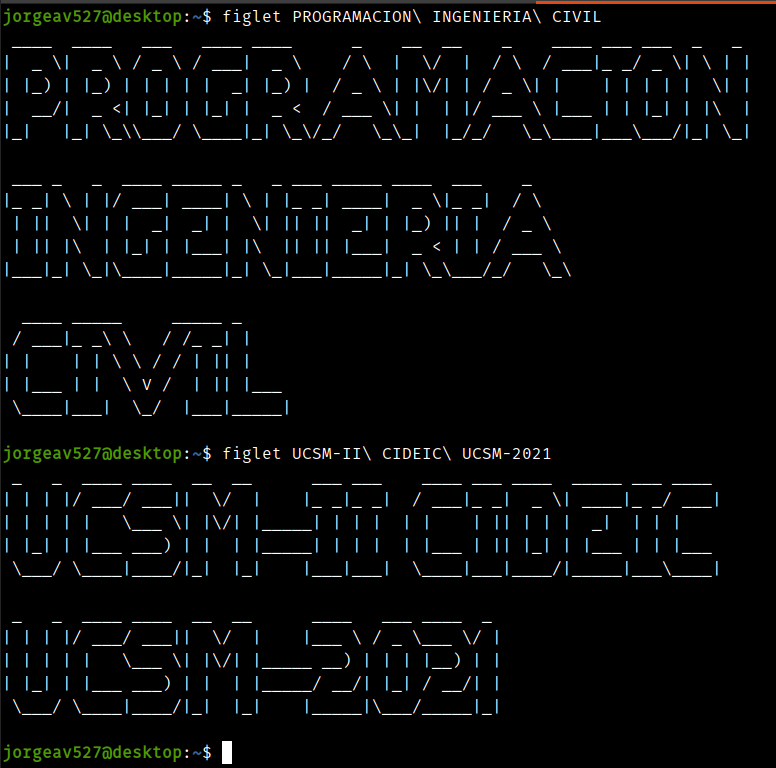 jorgeav527@desktop:~$ figlet PROGRAMACION\ INGENIERIA\ CIVIL
PROGRAMACION
INGENIERIA
CIVIL
jorgeav527@desktop:~$ figlet UCSM-II\ CIDEIC\ UCSM-2021
UCSM-II CIDEIC
UCSM-2021
jorgeav527@desktop:~$